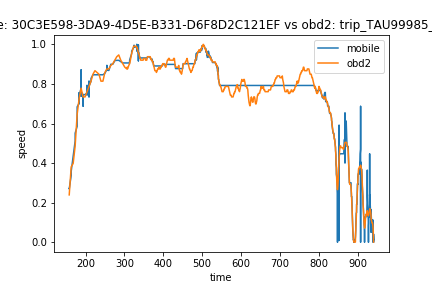 e: 30C3E598-3DA9-4D5E-B331-D6F8D2C121EF vs obd2: trip_TAU99985_
mobile
obd2
1.0
0.8
0.6
0.4
0.2
0.0
speed
200 300 400 500 600 700 800 900
time